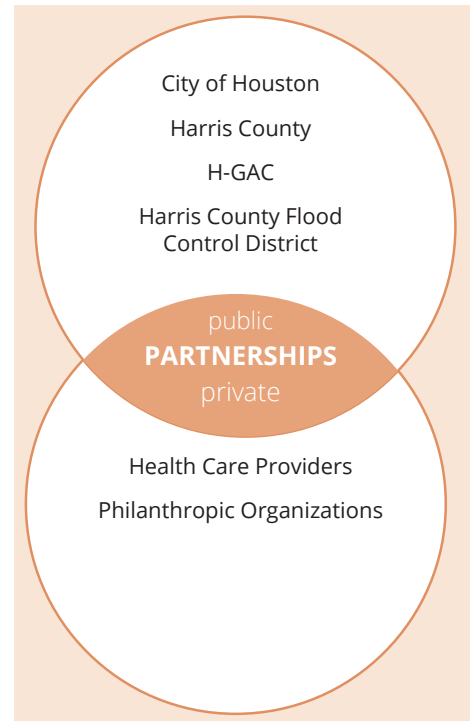 City of Houston
Harris County
H-GAC
Harris County Flood
Control District
public
PARTNERSHIPS
private
Health Care Providers
Philanthropic Organizations